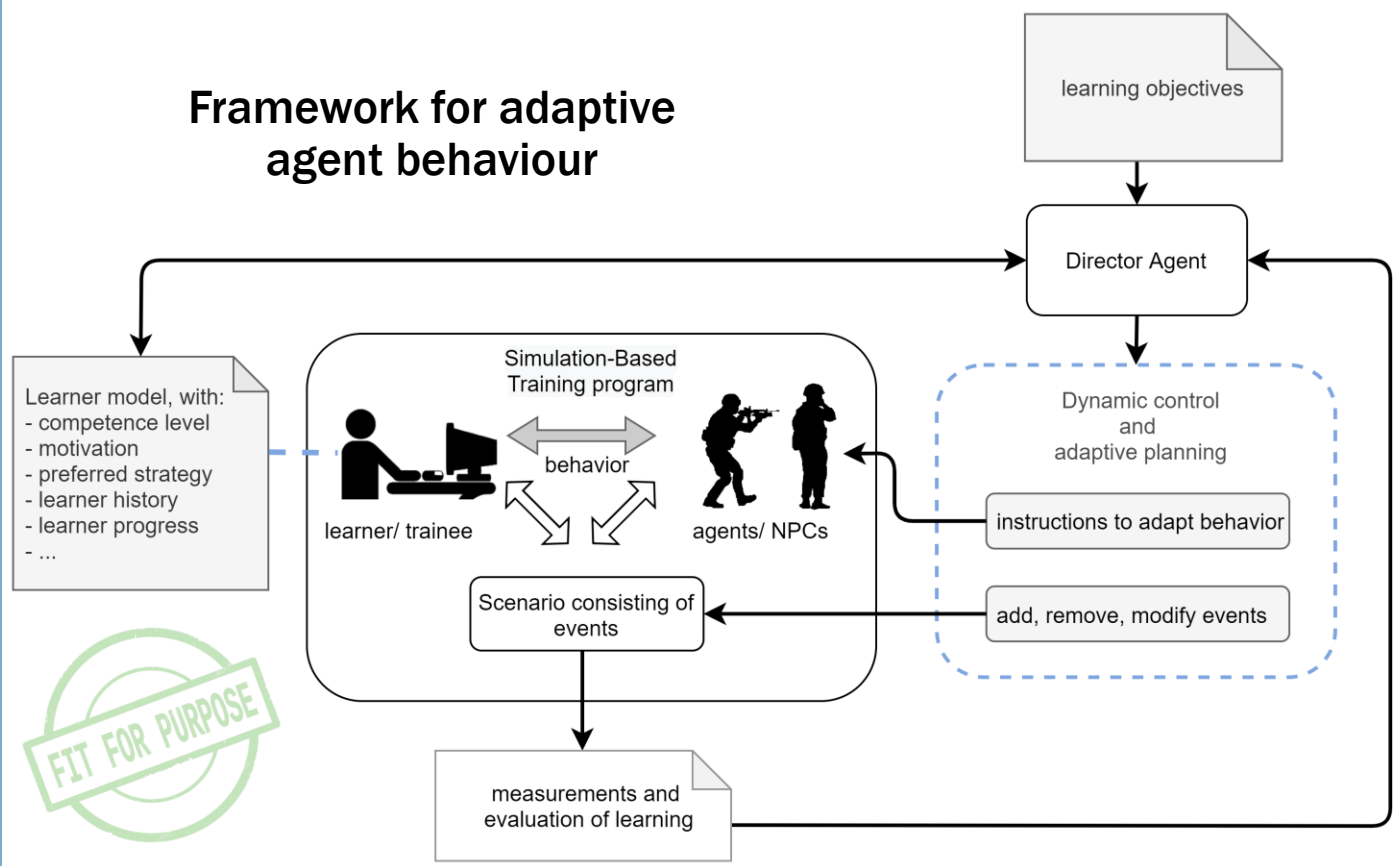 Framework for adaptive
agent behaviour
learning objectives
Director Agent
Learner model, with:
- competence level
- motivation
- preferred strategy
- learner history
- learner progress
- ...
Simulation-Based
Training program
behavior
learner/ trainee
agents/ NPCs
Scenario consisting of
events
Dynamic control
and
adaptive planning
instructions to adapt behavior
add, remove, modify events
FIT FOR PURPOSE
measurements and
evaluation of learning